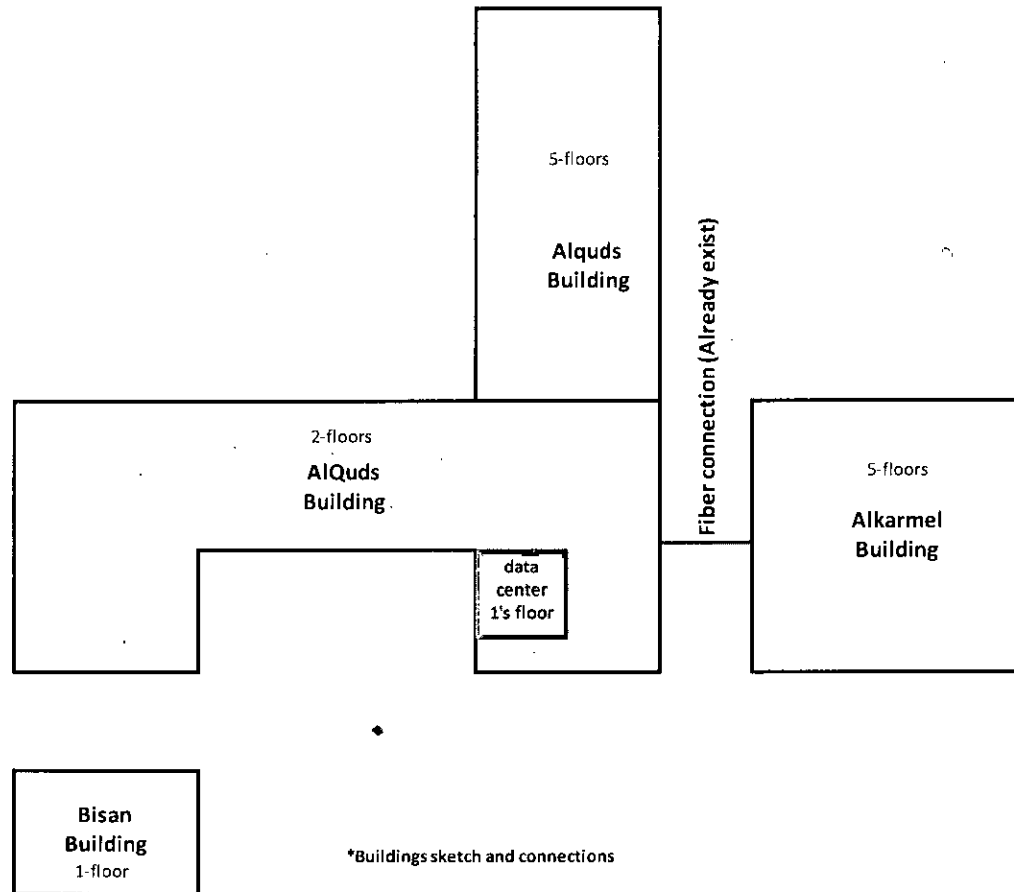 5-floors
Alquds
Building
Fiber connection (Already exist)
2-floors
AlQuds
Building
5-floors
Alkarmel
Building
data
center
1's floor
Bisan
Building
1-floor
*Buildings sketch and connections